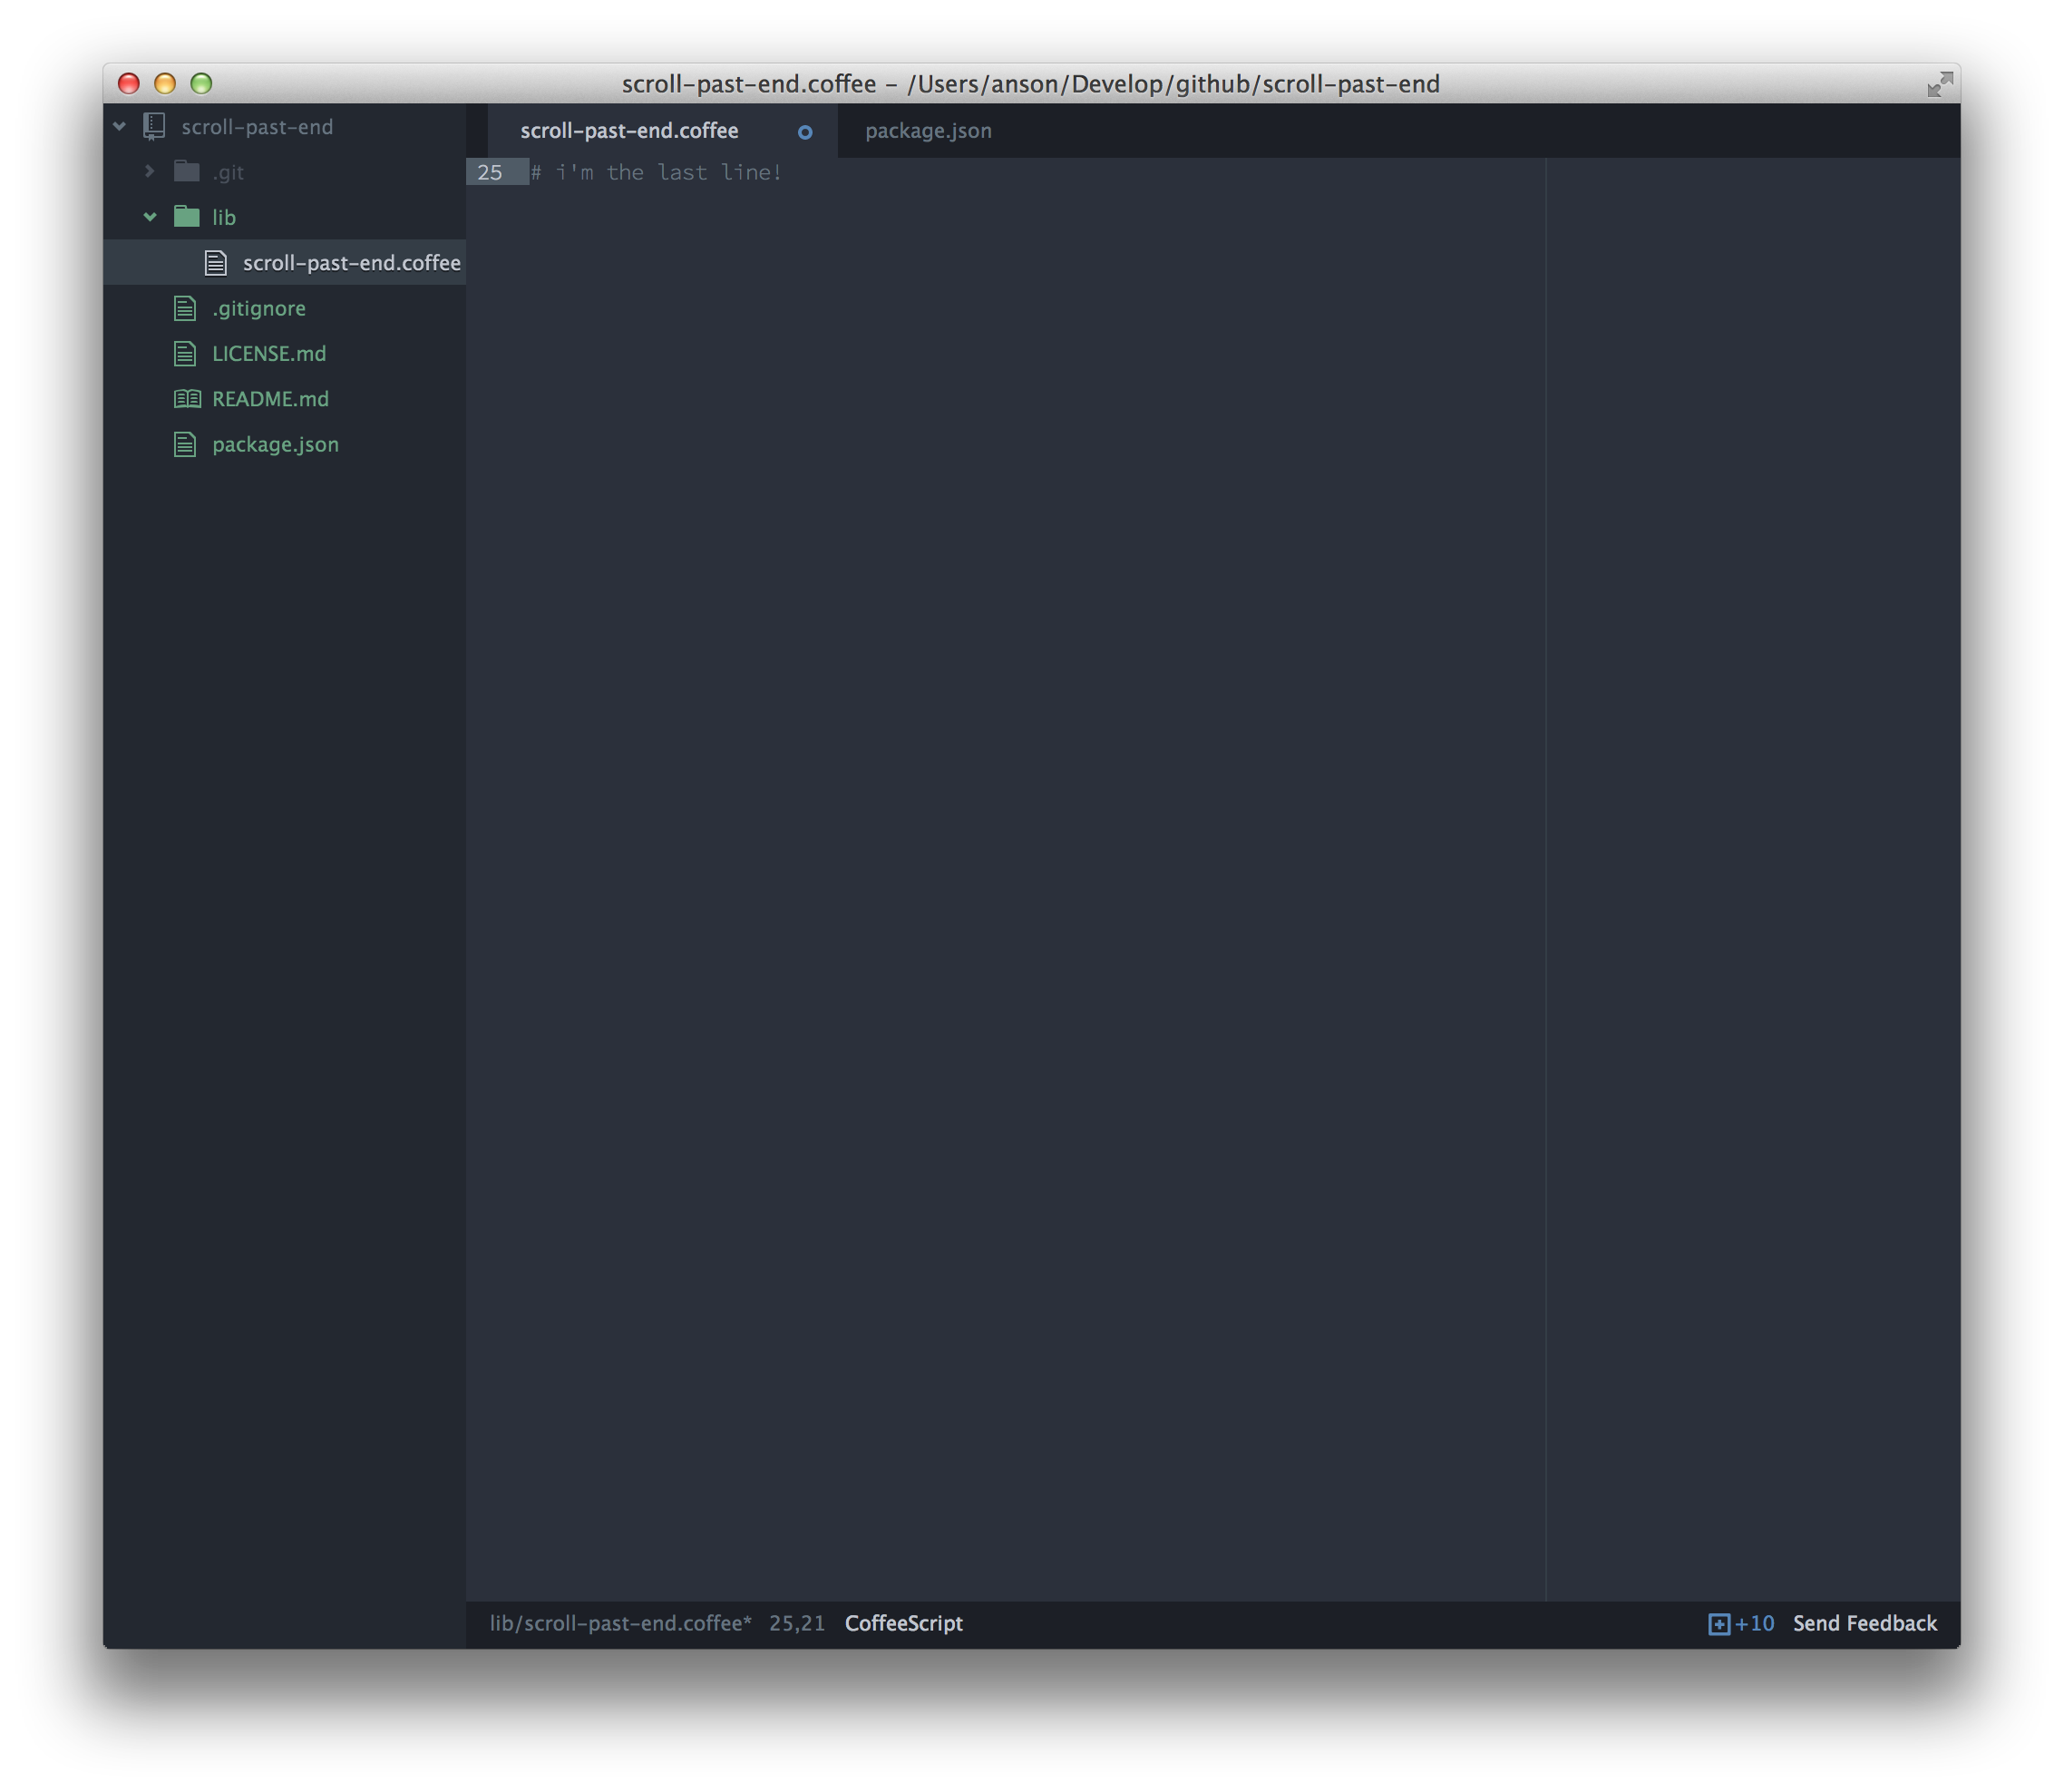 scroll-past-end.coffee – /Users/anson/Develop/github/scroll-past-end
scroll-past-end
.git
lib
scroll-past-end.coffee
.gitignore
LICENSE.md
README.md
package.json
scroll-past-end.coffee package.json
25 # i'm the last line!
lib/scroll-past-end.coffee* 25,21 CoffeeScript +10 Send Feedback